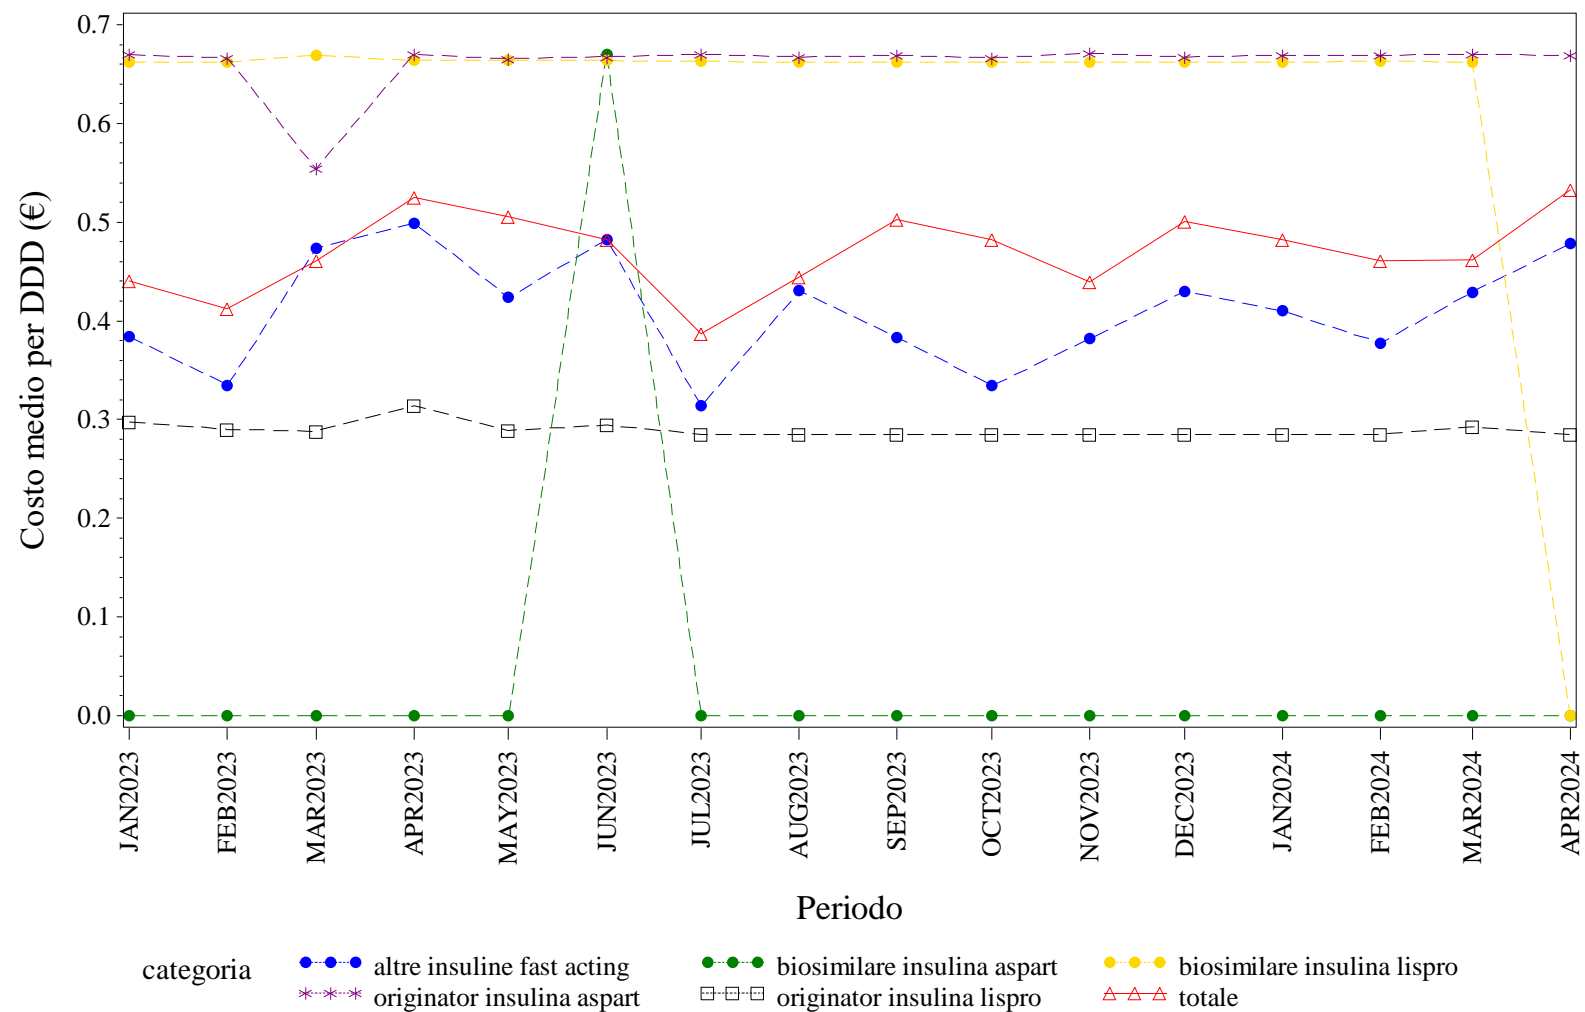 0.7
0.6
0.5
0.4
0.3
0.2
0.1
0.0
Costo medio per DDD (€)
JAN2023
FEB2023
MAR2023
APR2023
MAY2023
JUN2023
JUL2023
AUG2023
SEP2023
OCT2023
NOV2023
DEC2023
JAN2024
FEB2024
MAR2024
APR2024
Periodo
categoria
altre insuline fast acting
biosimilare insulina aspart
biosimilare insulina lispro
originator insulina aspart
originator insulina lispro
totale